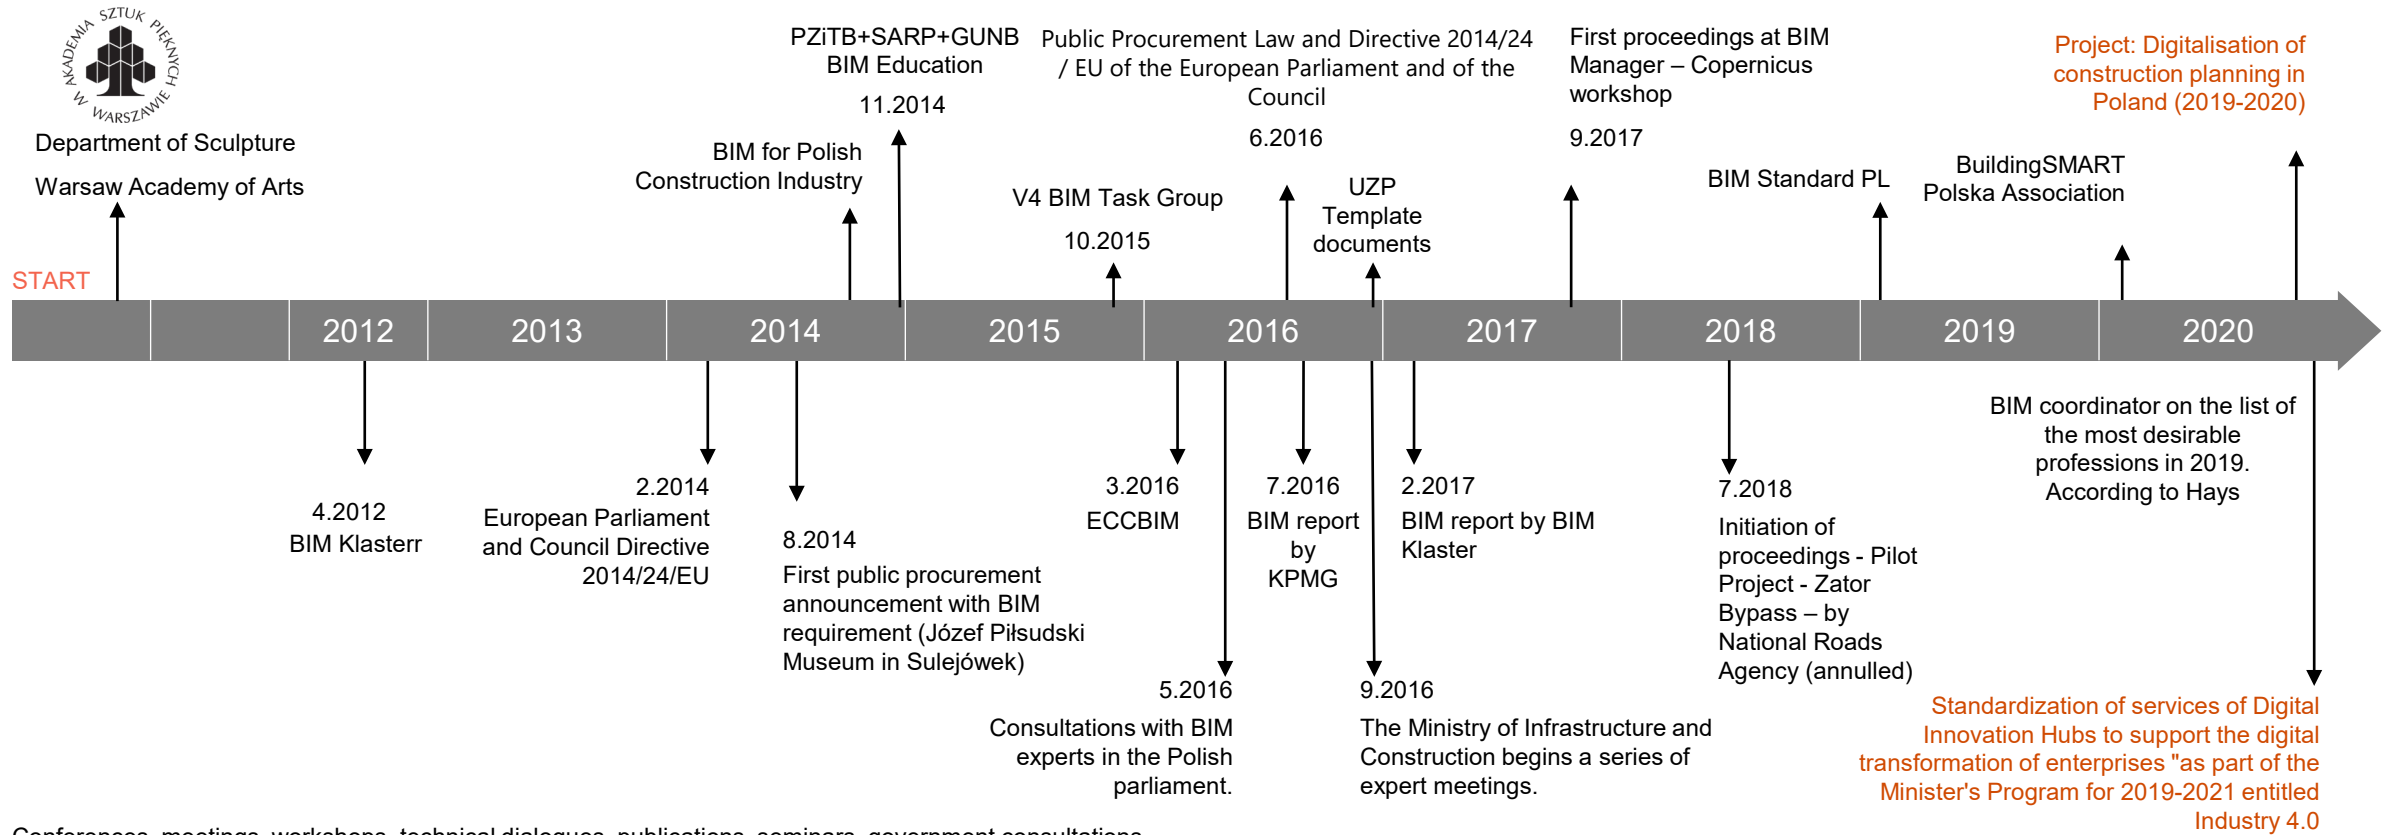 AKADEMIA SZTUK PIĘKNYCH
W WARSZAWIE
Department of Sculpture
Warsaw Academy of Arts
START
PZiTB+SARP+GUNB
BIM Education
11.2014
BIM for Polish
Construction Industry
Public Procurement Law and Directive 2014/24
/ EU of the European Parliament and of the
Council
6.2016
V4 BIM Task Group
10.2015
UZP
Template
documents
First proceedings at BIM
Manager – Copernicus
workshop
9.2017
BIM Standard PL
BuildingSMART
Polska Association
Project: Digitalisation of
construction planning in
Poland (2019-2020)
2012 2013 2014 2015 2016 2017 2018 2019 2020
4.2012
BIM Klasterr
2.2014
European Parliament
and Council Directive
2014/24/EU
8.2014
First public procurement
announcement with BIM
requirement (Józef Piłsudski
Museum in Sulejówek)
3.2016
ECCBIM
5.2016
Consultations with BIM
experts in the Polish
parliament.
7.2016
BIM report
by
KPMG
9.2016
The Ministry of Infrastructure and
Construction begins a series of
expert meetings.
2.2017
BIM report by BIM
Klaster
7.2018
Initiation of
proceedings - Pilot
Project - Zator
Bypass – by
National Roads
Agency (annulled)
BIM coordinator on the list of
the most desirable
professions in 2019.
According to Hays
Standardization of services of Digital
Innovation Hubs to support the digital
transformation of enterprises "as part of the
Minister's Program for 2019-2021 entitled
Industry 4.0
Conferences, meetings, workshops, technical dialogues, publications, seminars, government consultations